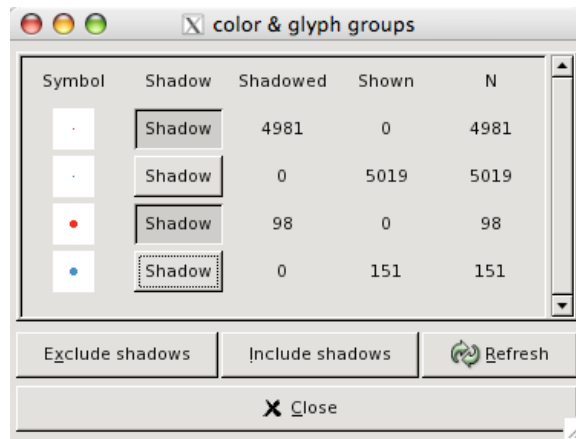 color & glyph groups
Symbol Shadow Shadowed Shown N
Shadow 4981 0 4981
Shadow 0 5019 5019
Shadow 98 0 98
Shadow 0 151 151
Exclude shadows Include shadows Refresh
Close